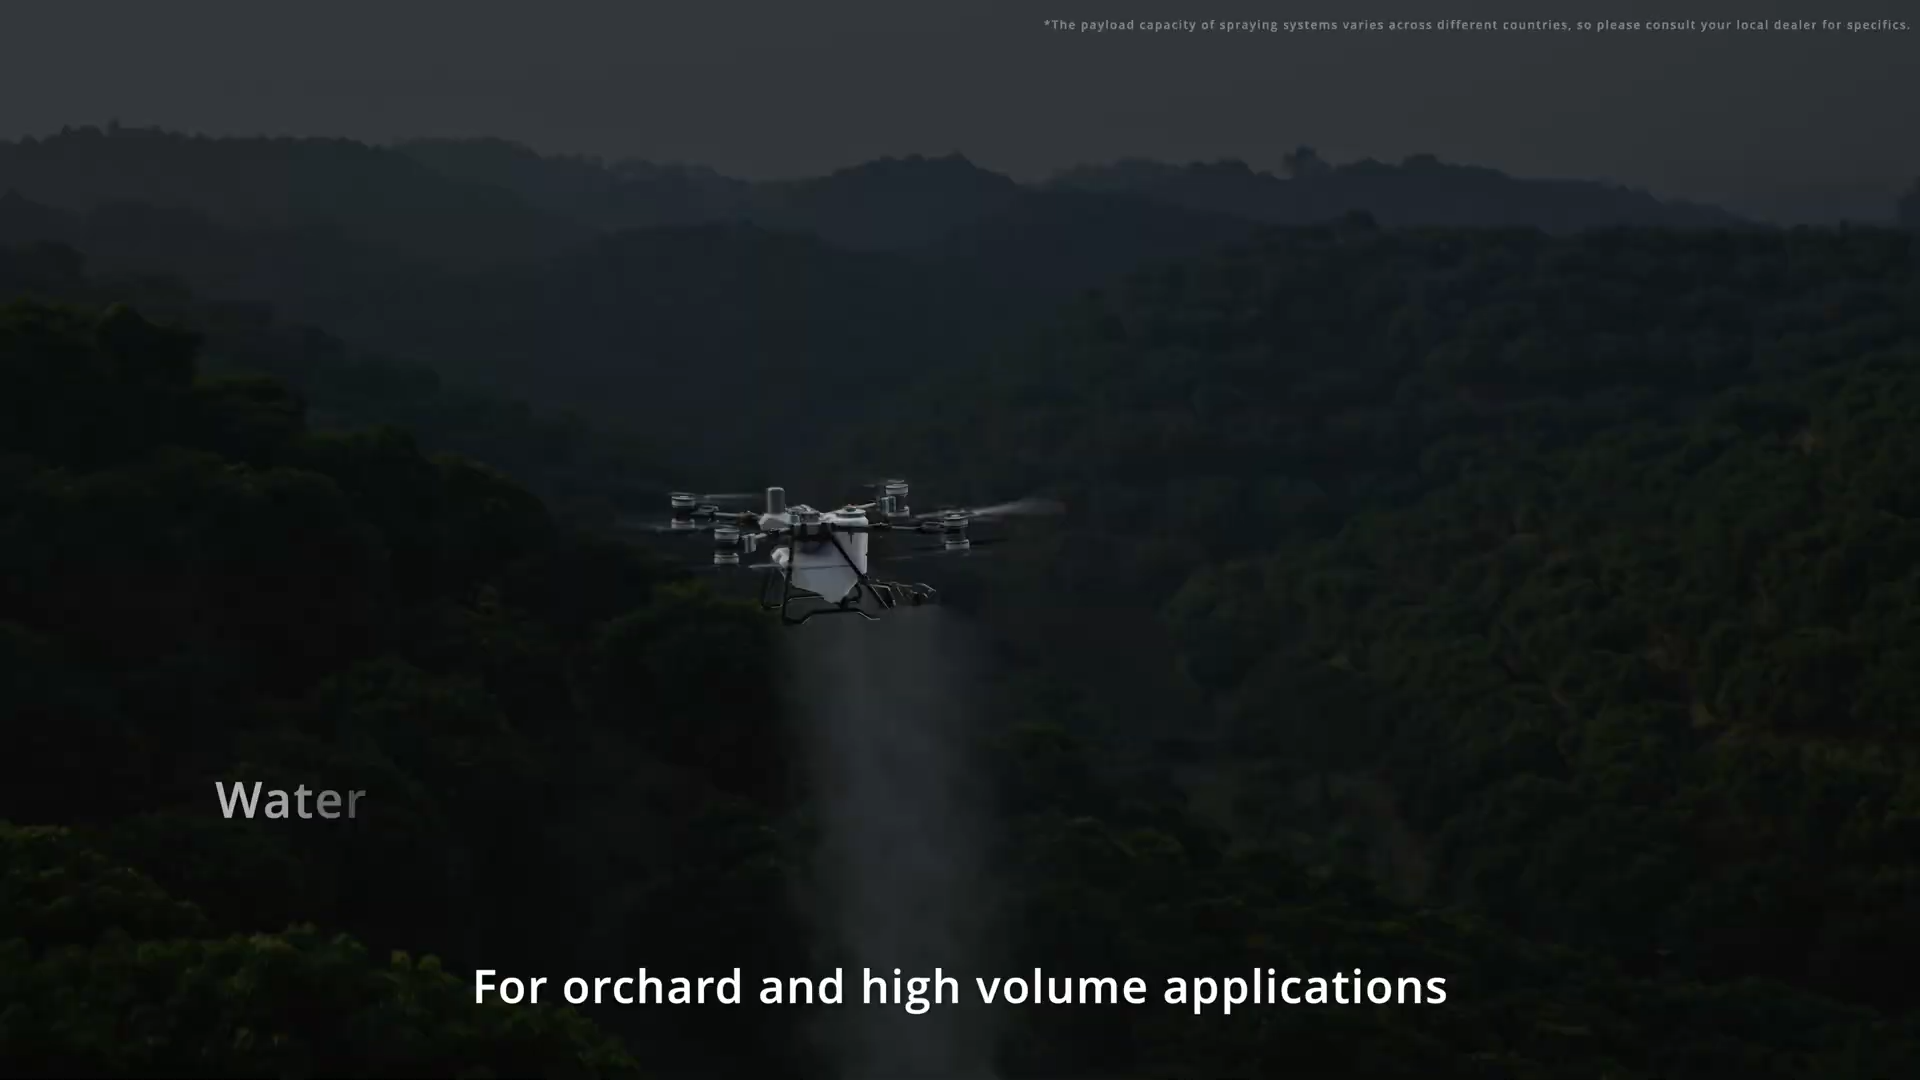 *The payload capacity of spraying systems varies across different countries, so please consult your local dealer for specifics.
Water
For orchard and high volume applications